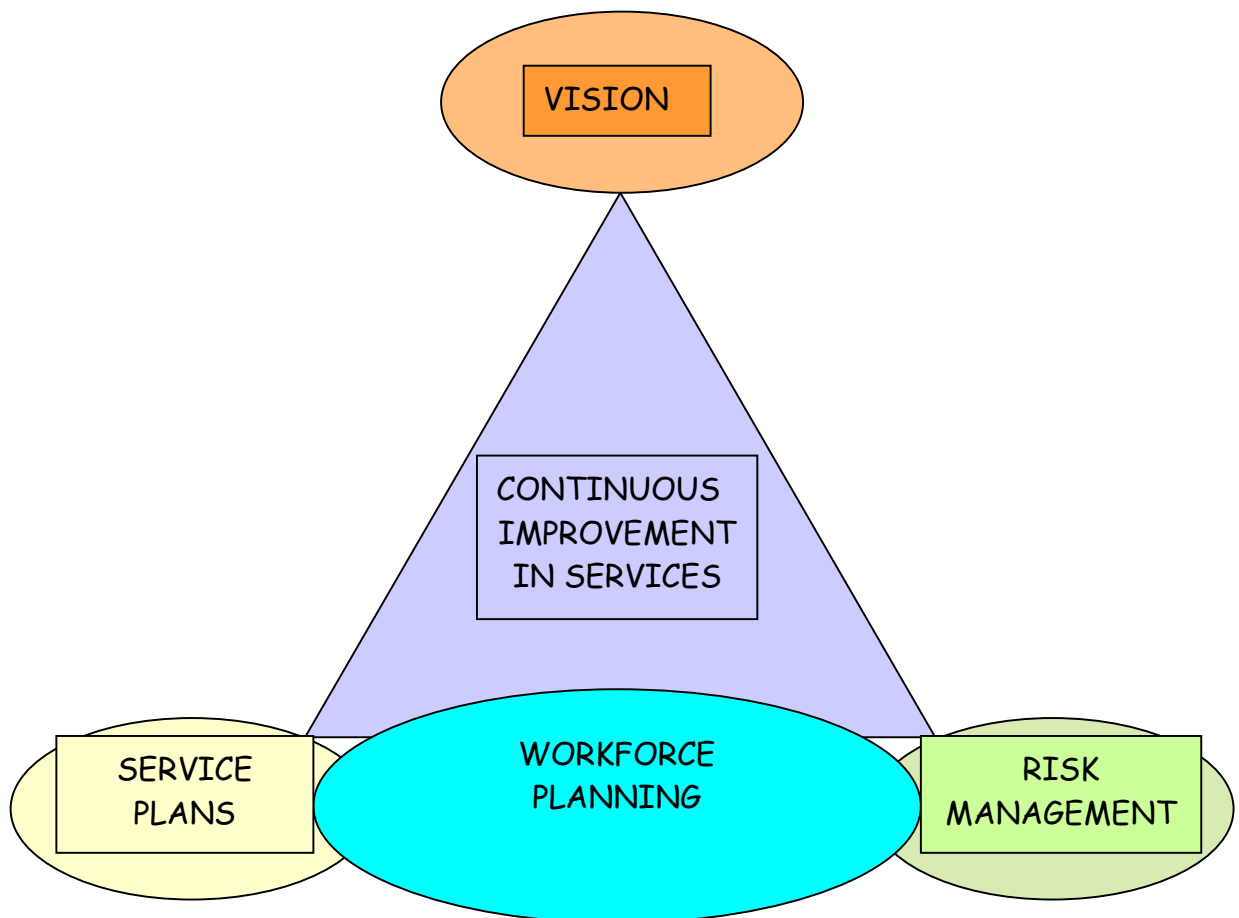 VISION
CONTINUOUS
IMPROVEMENT
IN SERVICES
SERVICE
PLANS
WORKFORCE
PLANNING
RISK
MANAGEMENT